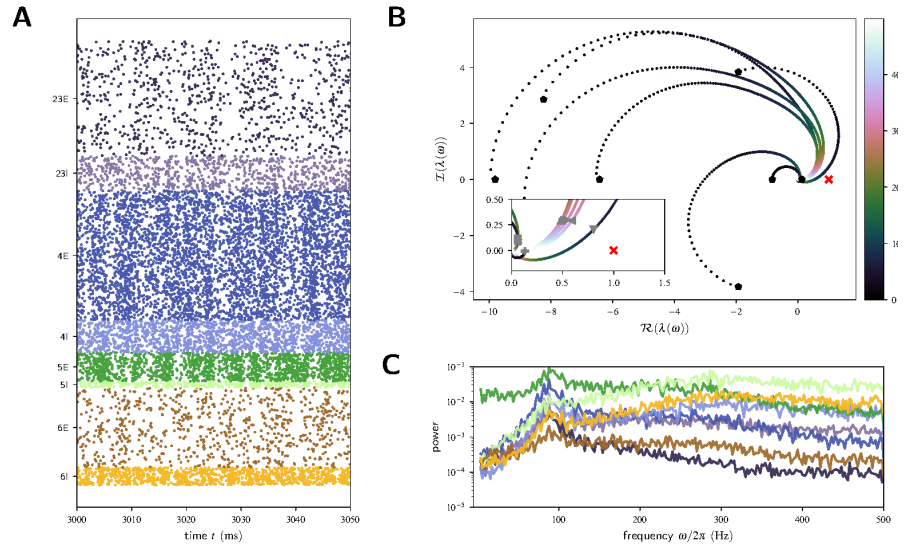 A
23E
23I
4E
4I
5E
5I
6E
6I
3000
3010
3020
3030
3040
3050
time t (ms)
B
4
2
0
−2
−4
ℐ(λ(ω))
−10
−8
−6
−4
−2
0
ℛ(λ(ω))
0.50
0.25
0.00
0.0
0.5
1.0
1.5
0
C
10⁻¹
10⁻²
10⁻³
10⁻⁴
10⁻⁵
power
100
200
300
400
500
frequency ω/2π (Hz)